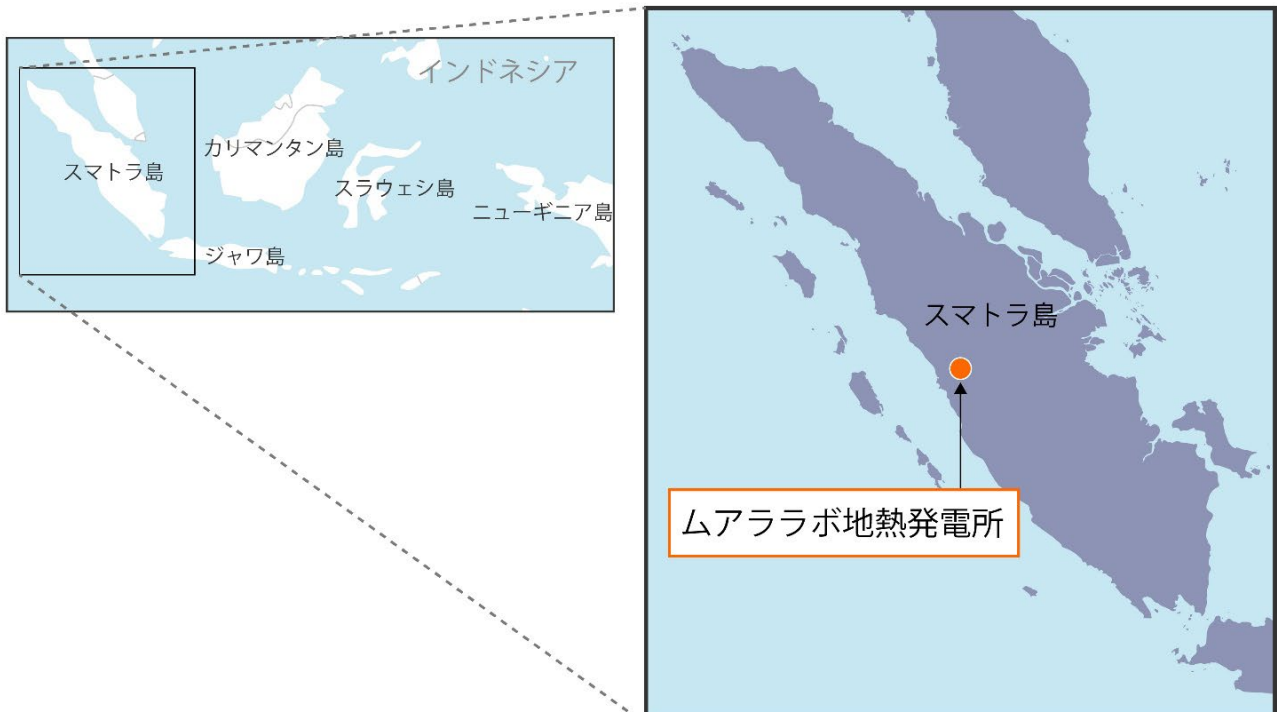 インドネシア
カリマンタン島
スマトラ島
スラウェシ島
ニューギニア島
ジャワ島
スマトラ島
ムアララボ地熱発電所